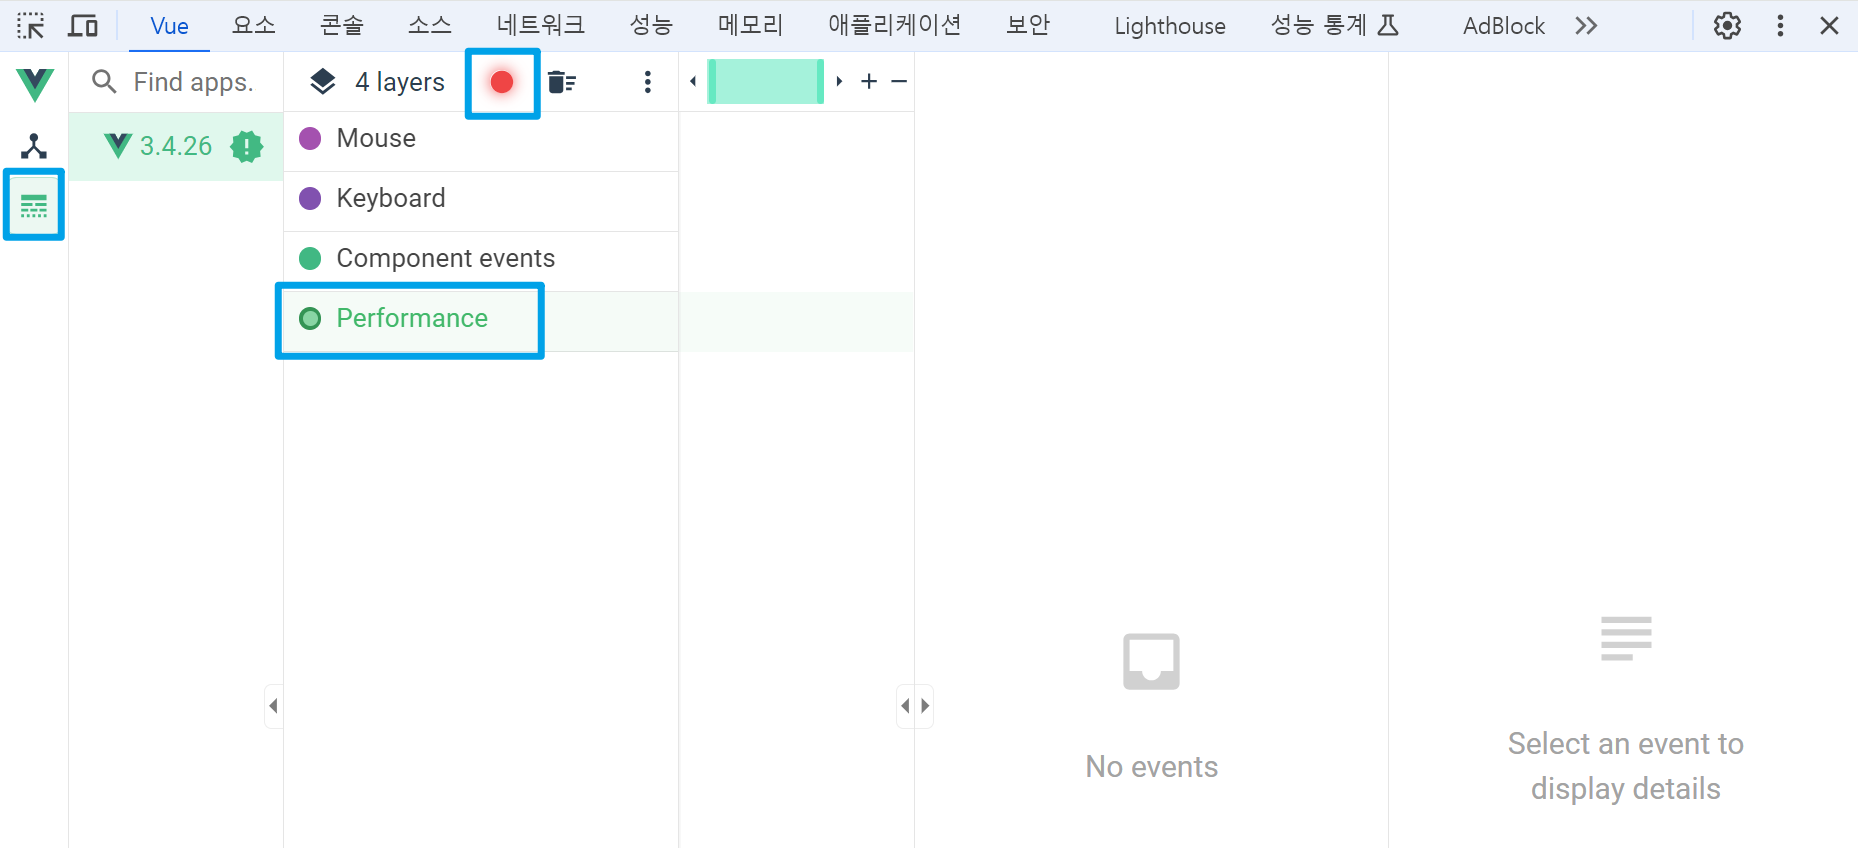 Vue 요소 콘솔 소스 네트워크 성능 메모리 애플리케이션 보안 Lighthouse 성능 통계 AdBlock
Find apps.
4 layers
3.4.26
Mouse
Keyboard
Component events
Performance
No events
Select an event to
display details